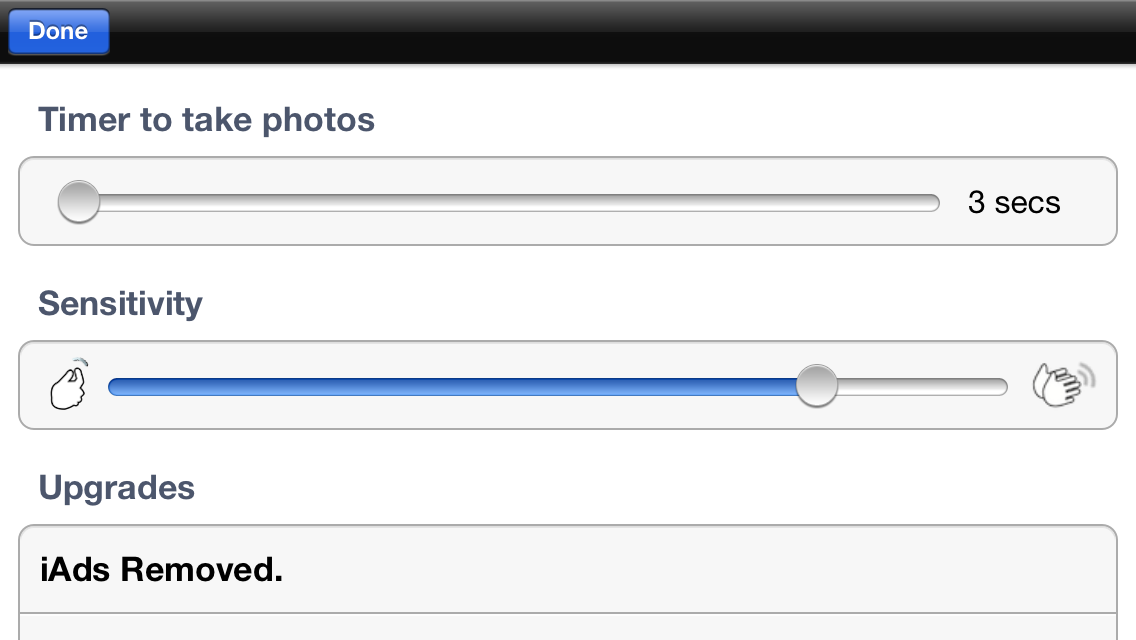 Done
Timer to take photos
3 secs
Sensitivity
Upgrades
iAds Removed.